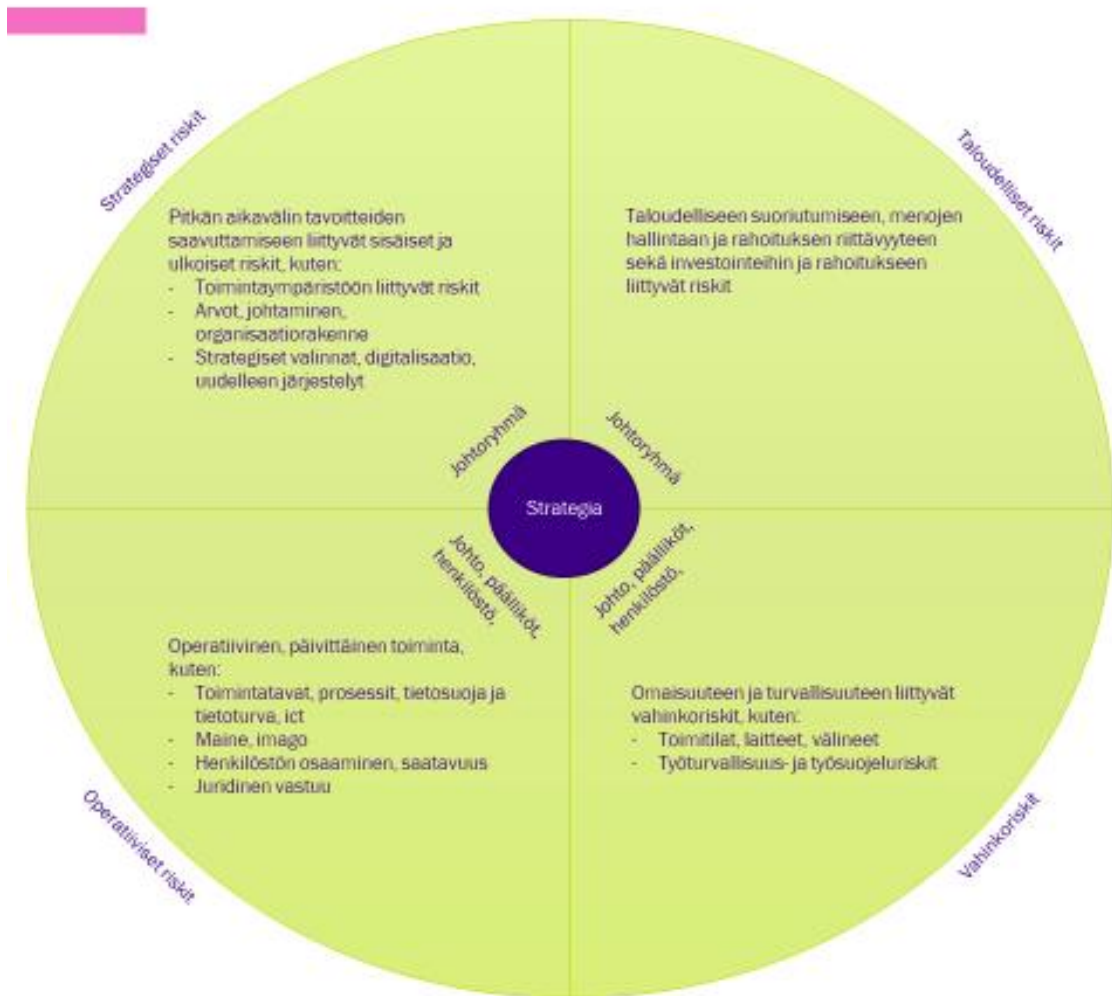 Strategiset riskit
Pitkän aikavälin tavoitteiden
saavuttamiseen liittyvät sisäiset ja
ulkoiset riskit, kuten:
- Toimintaympäristöön liittyvät riskit
- Arvot, johtaminen,
organisaatiorakenne
- Strategiset valinnat, digitalisaatio,
uudelleen järjestelyt
Johtoryhmä
Taloudelliset riskit
Taloudelliseen suoriutumiseen, menojen
hallintaan ja rahoituksen riittävyyteen
sekä investointeihin ja rahoitukseen
liittyvät riskit
Johtoryhmä
Strategia
Johto, päälliköt,
henkilöstö,
Operatiivinen, päivittäinen toiminta,
kuten:
- Toimintatavat, prosessit, tietosuoja ja
tietoturva, ict
- Maine, imago
- Henkilöstön osaaminen, saatavuus
- Juridinen vastuu
Operatiiviset riskit
Johto, päälliköt,
henkilöstö,
Omaisuuteen ja turvallisuuteen liittyvät
vahinkoriskit, kuten:
- Toimitilat, laitteet, välineet
- Työturvallisuus- ja työsuojeluriskit
Vahinkoriskit